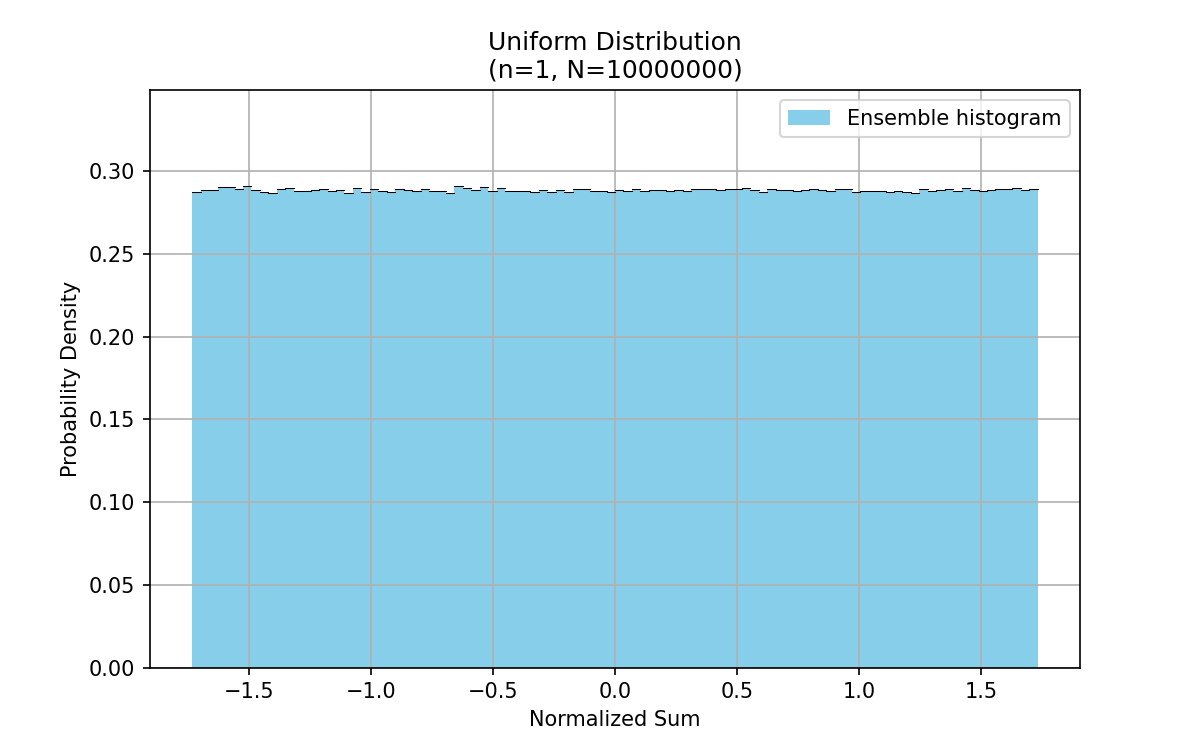 Uniform Distribution
(n=1, N=10000000)
Ensemble histogram
Probability Density
0.30
0.25
0.20
0.15
0.10
0.05
0.00
−1.5 −1.0 −0.5 0.0 0.5 1.0 1.5
Normalized Sum